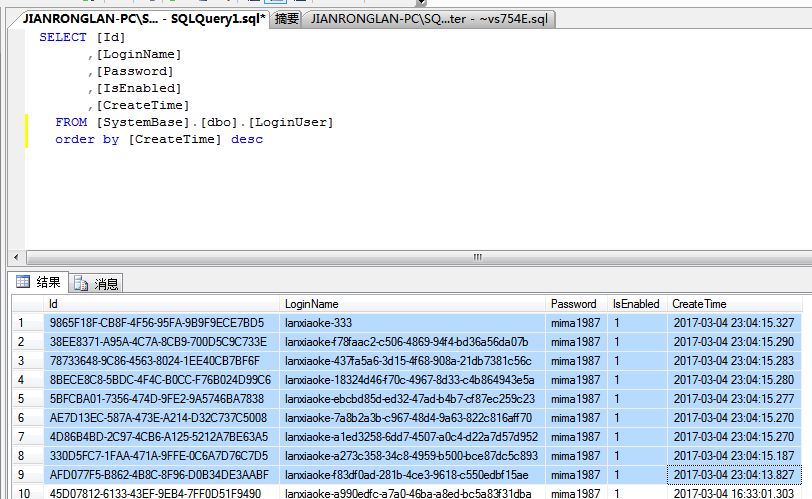 JIANRONGLAN-PC\S... - SQLQuery1.sql* 摘要 JIANRONGLAN-PC\SQ...ter - ~vs754E.sql
SELECT [Id]
,[LoginName]
,[Password]
,[IsEnabled]
,[CreateTime]
FROM [SystemBase].[dbo].[LoginUser]
order by [CreateTime] desc
结果 消息
Id LoginName Password IsEnabled CreateTime
1 9865F18F-CB8F-4F56-95FA-9B9F9ECE7BD5 lanxiaoke-333 mima1987 1 2017-03-04 23:04:15.327
2 38EE8371-A95A-4C7A-8CB9-700D5C9C733E lanxiaoke-f78faac2-c506-4869-94f4-bd36a56da07b mima1987 1 2017-03-04 23:04:15.290
3 78733648-9C86-4563-8024-1EE40CB7BF6F lanxiaoke-437fa5a6-3d15-4f68-908a-21db7381c56c mima1987 1 2017-03-04 23:04:15.283
4 8BECE8C8-5BDC-4F4C-B0CC-F76B024D99C6 lanxiaoke-18324d46-f70c-4967-8d33-c4b864943e5a mima1987 1 2017-03-04 23:04:15.280
5 5BFCBA01-7356-474D-9FE2-9A5746BA7838 lanxiaoke-ebcbd85d-ed32-47ad-b4b7-cf87ec259c23 mima1987 1 2017-03-04 23:04:15.277
6 AE7D13EC-587A-473E-A214-D32C737C5008 lanxiaoke-7a8b2a3b-c967-48d4-9a63-822c816aff70 mima1987 1 2017-03-04 23:04:15.270
7 4D86B4BD-2C97-4CB6-A125-5212A7BE63A5 lanxiaoke-a1ed3258-6dd7-4507-a0c4-d22a7d57d952 mima1987 1 2017-03-04 23:04:15.270
8 330D5FC7-1FAA-471A-9FFE-0C6A7D76C7D5 lanxiaoke-a273c358-34c8-4959-b500-bce87dc5c893 mima1987 1 2017-03-04 23:04:15.187
9 AFD077F5-B862-4B8C-8F96-D0B34DE3AABF lanxiaoke-f83df0ad-281b-4ce3-9618-c550edbf15ae mima1987 1 2017-03-04 23:04:13.827
10 45D07812-6133-43EF-9EB4-7FF0D51F9490 lanxiaoke-a990edfc-a7a0-46ba-a8ed-bc5a83f31dba mima1987 1 2017-03-04 16:33:01.303